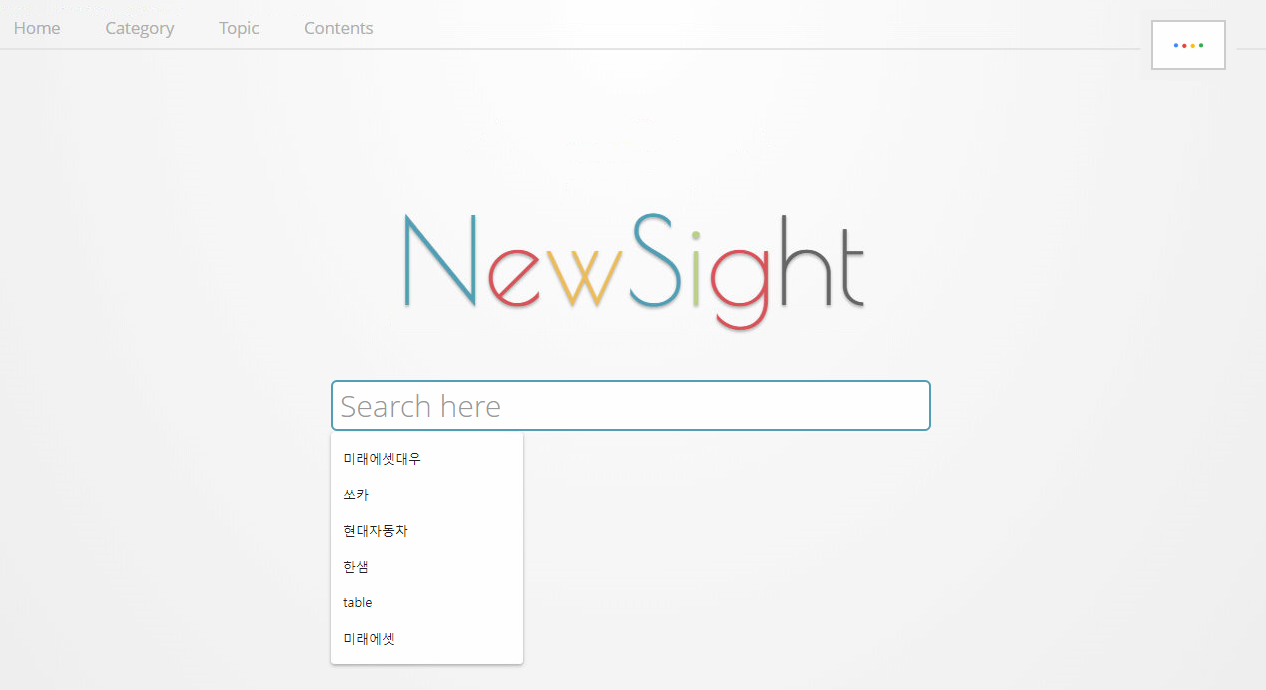 Home Category Topic Contents
NewSight
Search here
미래에셋대우
쏘카
현대자동차
한샘
table
미래에셋